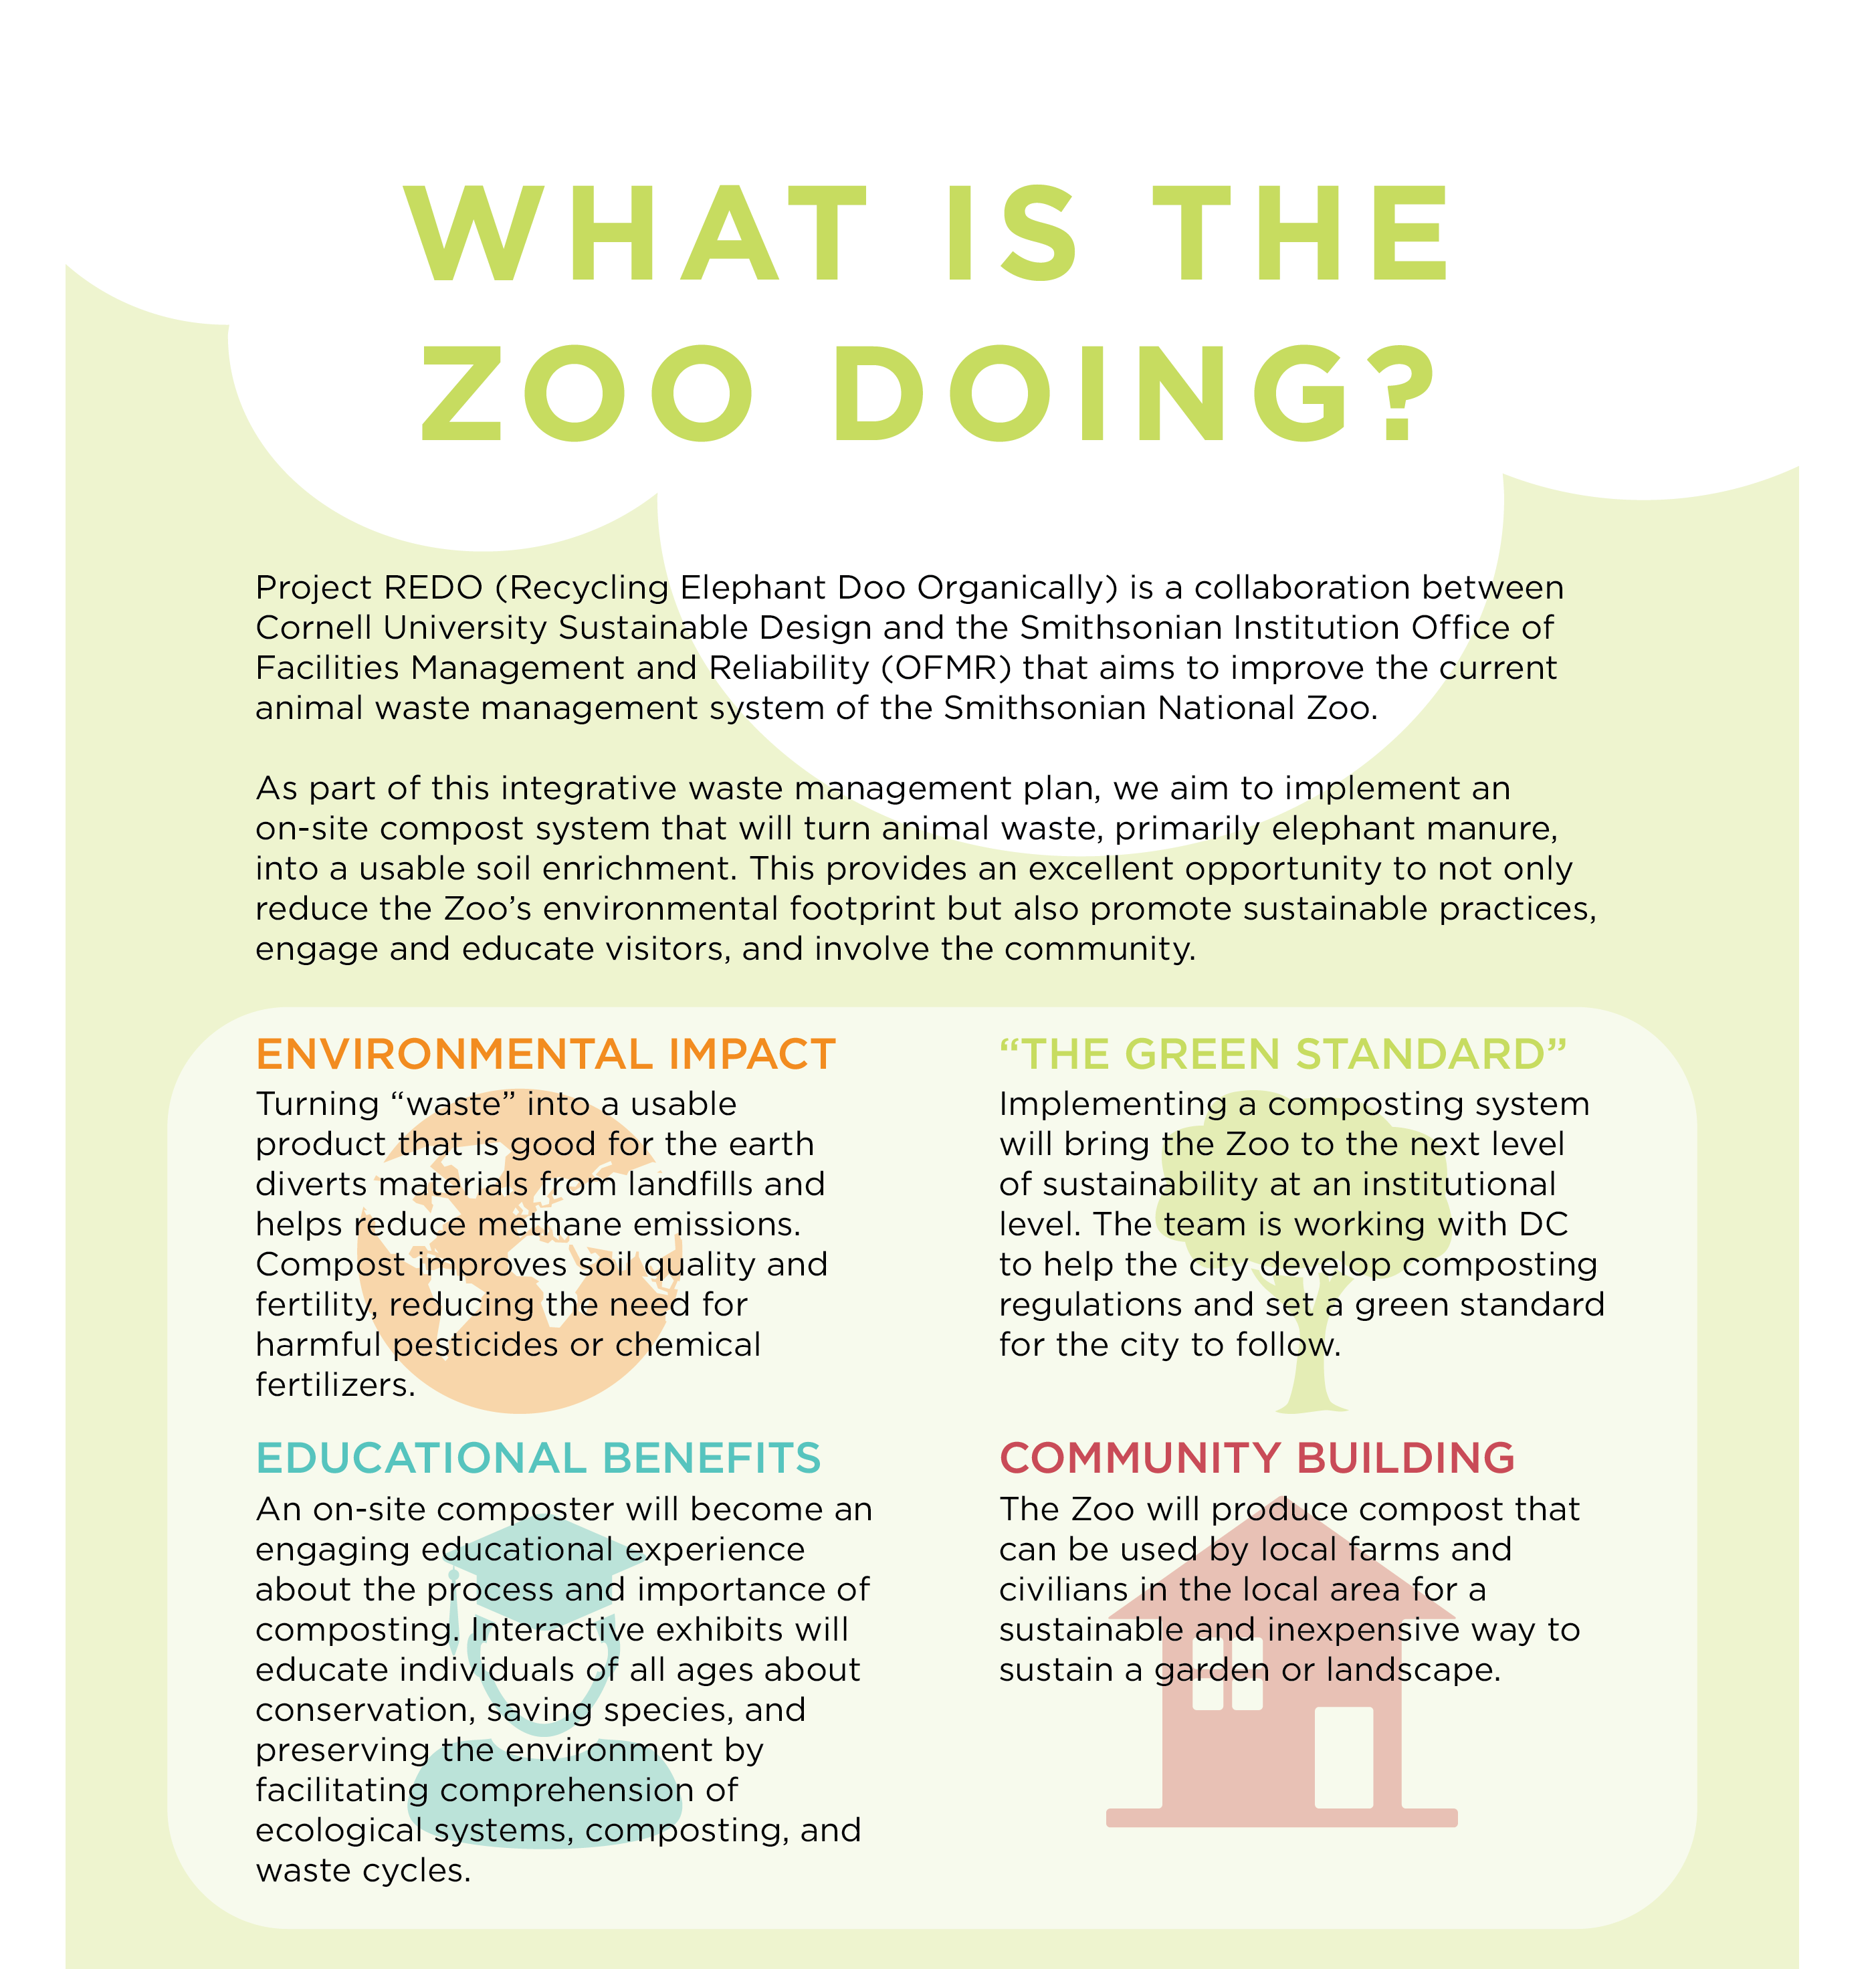 WHAT IS THE
ZOO DOING?
Project REDO (Recycling Elephant Doo Organically) is a collaboration between
Cornell University Sustainable Design and the Smithsonian Institution Office of
Facilities Management and Reliability (OFMR) that aims to improve the current
animal waste management system of the Smithsonian National Zoo.
As part of this integrative waste management plan, we aim to implement an
on-site compost system that will turn animal waste, primarily elephant manure,
into a usable soil enrichment. This provides an excellent opportunity to not only
reduce the Zoo’s environmental footprint but also promote sustainable practices,
engage and educate visitors, and involve the community.
ENVIRONMENTAL IMPACT
Turning “waste” into a usable
product that is good for the earth
diverts materials from landfills and
helps reduce methane emissions.
Compost improves soil quality and
fertility, reducing the need for
harmful pesticides or chemical
fertilizers.
“THE GREEN STANDARD”
Implementing a composting system
will bring the Zoo to the next level
of sustainability at an institutional
level. The team is working with DC
to help the city develop composting
regulations and set a green standard
for the city to follow.
EDUCATIONAL BENEFITS
An on-site composter will become an
engaging educational experience
about the process and importance of
composting. Interactive exhibits will
educate individuals of all ages about
conservation, saving species, and
preserving the environment by
facilitating comprehension of
ecological systems, composting, and
waste cycles.
COMMUNITY BUILDING
The Zoo will produce compost that
can be used by local farms and
civilians in the local area for a
sustainable and inexpensive way to
sustain a garden or landscape.